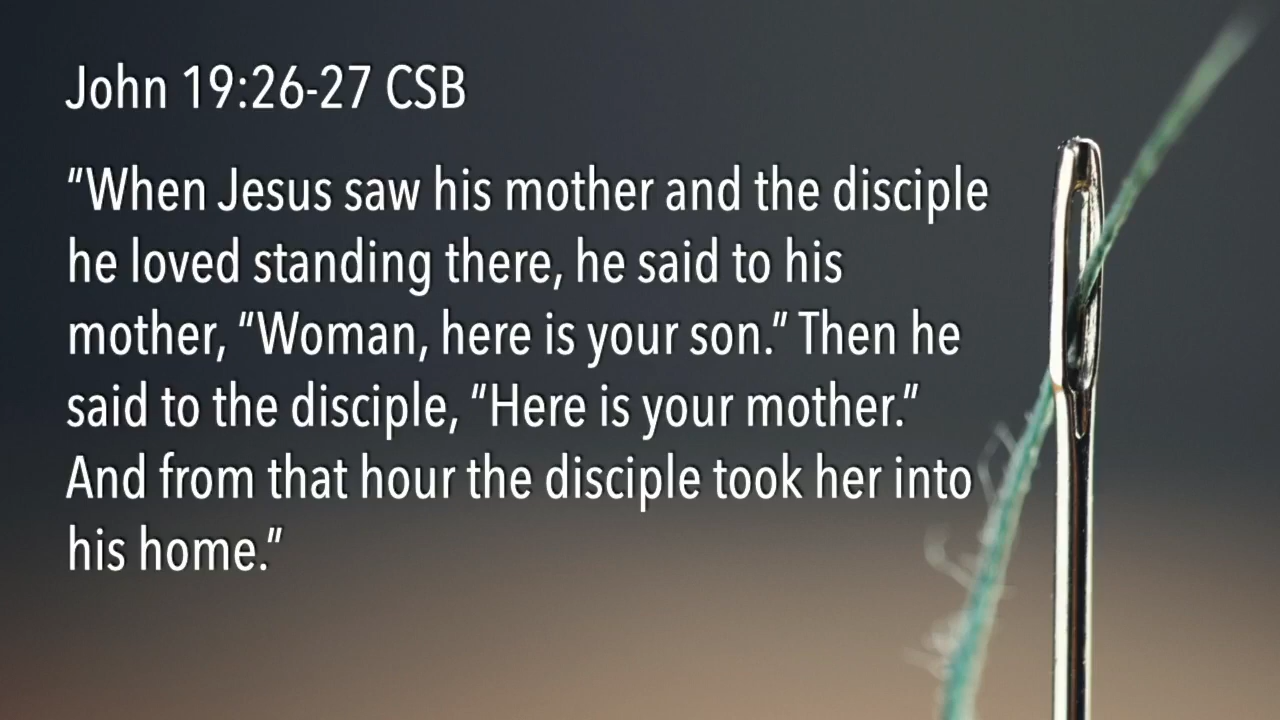 John 19:26-27 CSB
“When Jesus saw his mother and the disciple
he loved standing there, he said to his
mother, “Woman, here is your son.” Then he
said to the disciple, “Here is your mother.”
And from that hour the disciple took her into
his home.”